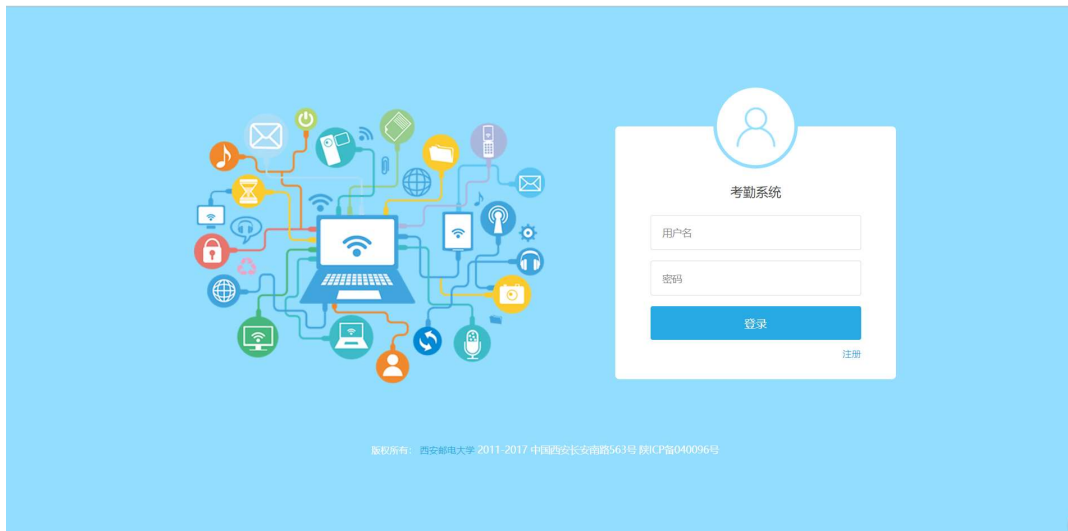 考勤系统
用户名
密码
登录
注册
版权所有： 西安邮电大学 2011-2017 中国西安长安南路563号 陕ICP备040096号